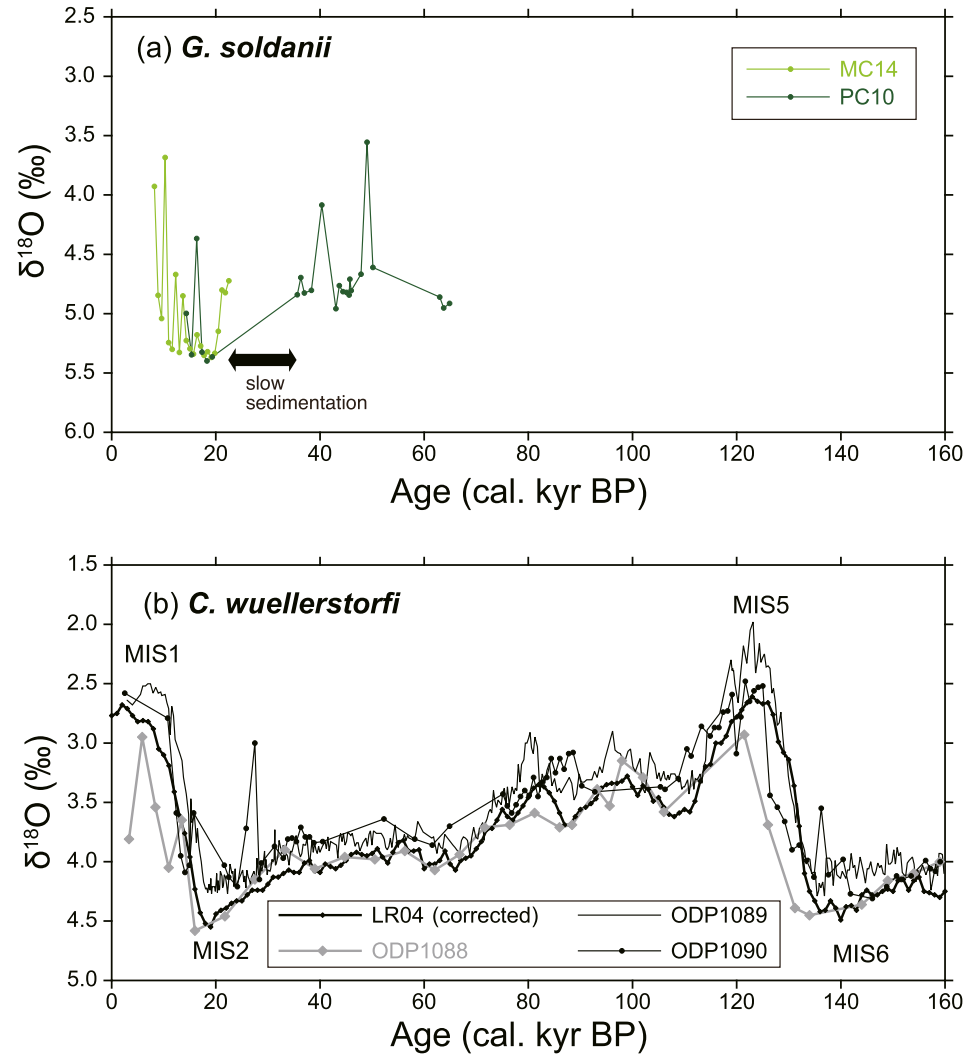 2.5
(a) G. soldanii
MC14
PC10
3.0
3.5
4.0
4.5
5.0
5.5
6.0
δ18O (‰)
slow
sedimentation
0 20 40 60 80 100 120 140 160
Age (cal. kyr BP)
1.5
(b) C. wuellerstorfi
MIS5
2.0
MIS1
2.5
3.0
3.5
4.0
4.5
5.0
δ18O (‰)
LR04 (corrected) ODP1089
ODP1088 ODP1090
MIS2
MIS6
0 20 40 60 80 100 120 140 160
Age (cal. kyr BP)